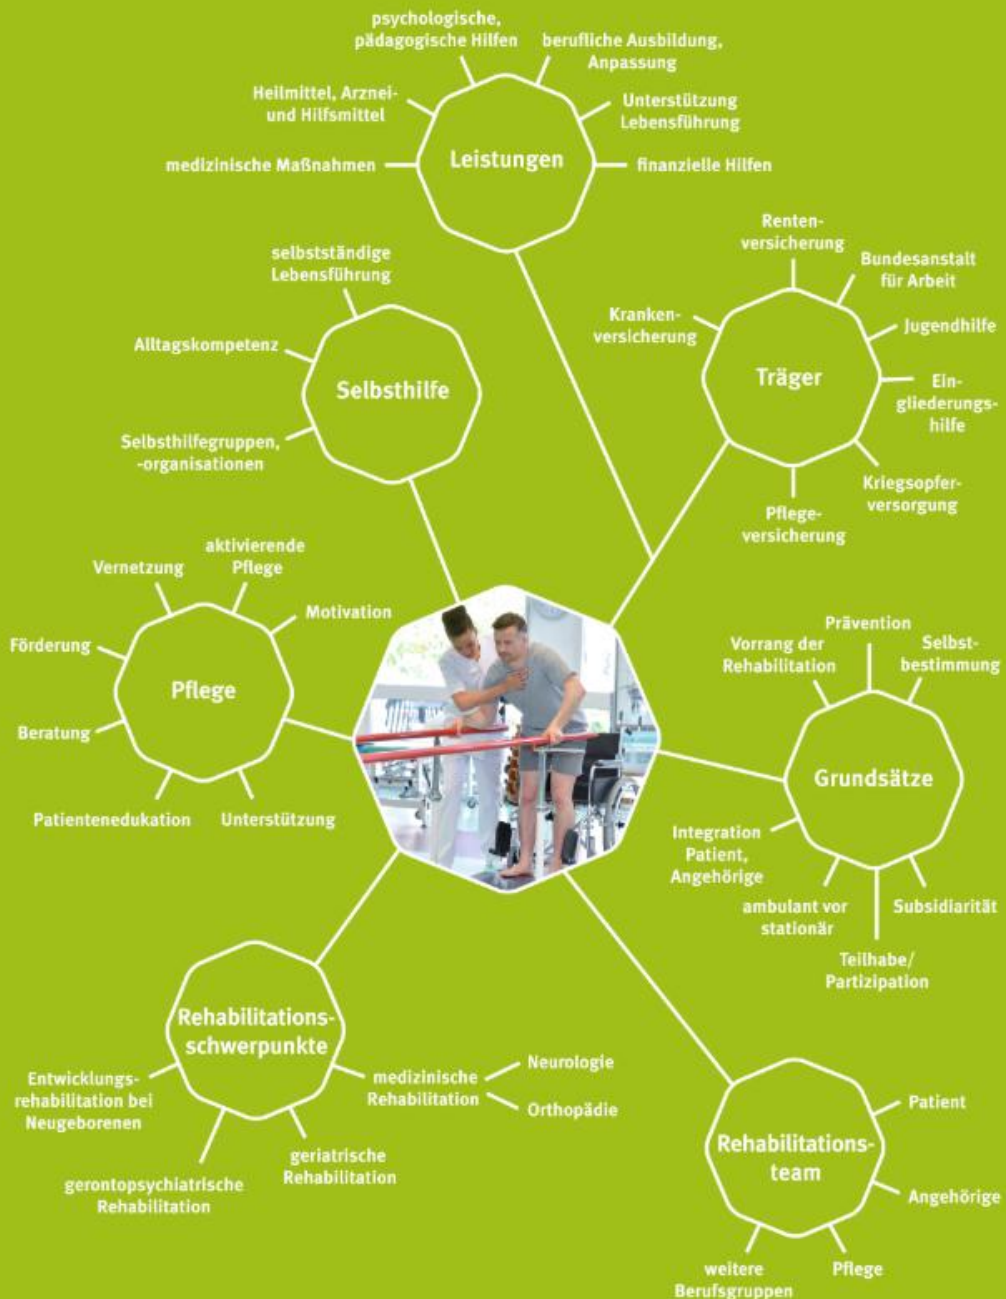 psychologische,
pädagogische Hilfen
berufliche Ausbildung,
Anpassung
Heilmittel, Arznei-
und Hilfsmittel
Unterstützung
Lebensführung
medizinische Maßnahmen
Leistungen
finanzielle Hilfen
selbstständige
Lebensführung
Alltagskompetenz
Selbsthilfe
Selbsthilfegruppen,
-organisationen
Renten-
versicherung
Bundesanstalt
für Arbeit
Kranken-
versicherung
Jugendhilfe
Träger
Ein-
gliederungs-
hilfe
Kriegsopfer-
versorgung
Pflege-
versicherung
Vernetzung
aktivierende
Pflege
Motivation
Förderung
Pflege
Beratung
Patientenedukation
Unterstützung
Prävention
Vorrang der
Rehabilitation
Selbst-
bestimmung
Grundsätze
Integration
Patient,
Angehörige
ambulant vor
stationär
Subsidiarität
Teilhabe/
Partizipation
Rehabilitations-
schwerpunkte
Entwicklungs-
rehabilitation bei
Neugeborenen
medizinische
Rehabilitation
Neurologie
Orthopädie
gerontopsychiatrische
Rehabilitation
geriatrische
Rehabilitation
Rehabilitations-
team
Patient
Angehörige
weitere
Berufsgruppen
Pflege